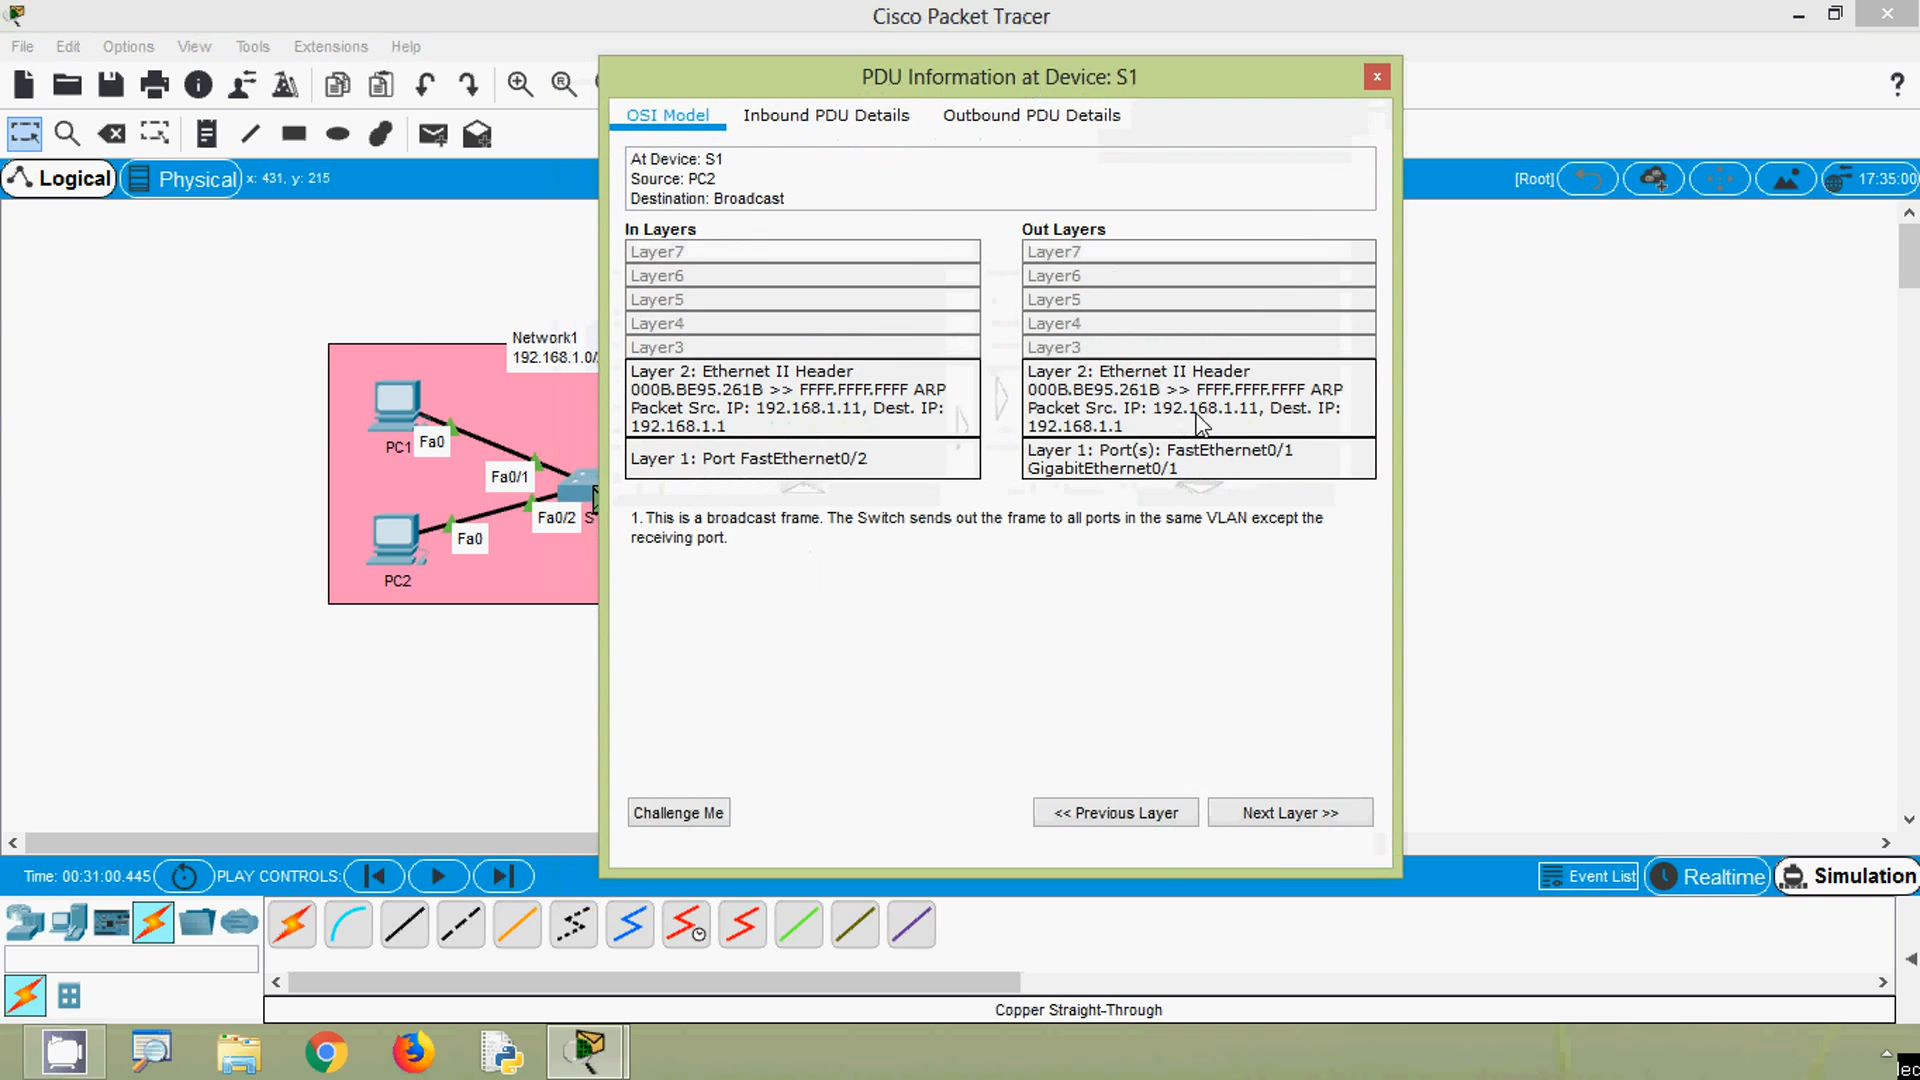 Cisco Packet Tracer
File Edit Options View Tools Extensions Help
PDU Information at Device: S1
x
OSI Model Inbound PDU Details Outbound PDU Details
At Device: S1
Source: PC2
Destination: Broadcast
Logical Physical x: 431, y: 215 [Root] 17:35:00
In Layers Out Layers
Layer7 Layer7
Layer6 Layer6
Layer5 Layer5
Layer4 Layer4
Layer3 Layer3
Layer 2: Ethernet II Header
000B.BE95.261B >> FFFF.FFFF.FFFF ARP
Packet Src. IP: 192.168.1.11, Dest. IP:
192.168.1.1
Layer 2: Ethernet II Header
000B.BE95.261B >> FFFF.FFFF.FFFF ARP
Packet Src. IP: 192.168.1.11, Dest. IP:
192.168.1.1
Layer 1: Port FastEthernet0/2
Layer 1: Port(s): FastEthernet0/1
GigabitEthernet0/1
1. This is a broadcast frame. The Switch sends out the frame to all ports in the same VLAN except the
receiving port.
Network1
192.168.1.0/
PC1 Fa0
Fa0/1
Fa0/2 S
Fa0
PC2
Challenge Me << Previous Layer Next Layer >>
Time: 00:31:00.445 PLAY CONTROLS: Event List Realtime Simulation
Copper Straight-Through